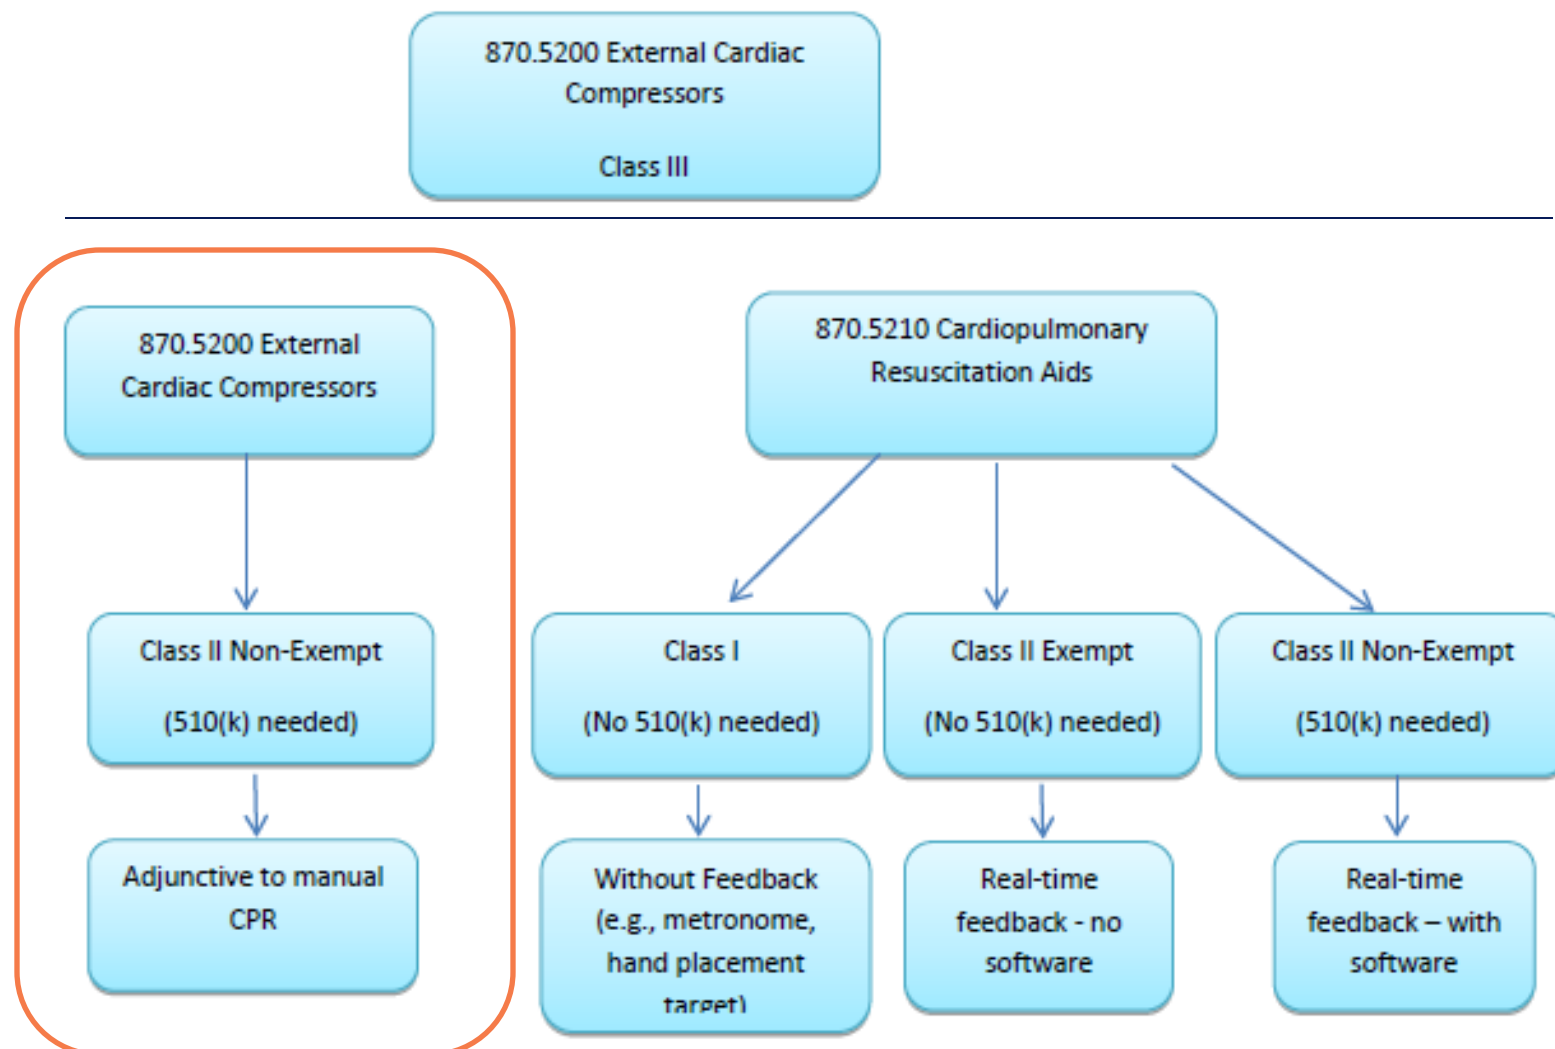 870.5200 External Cardiac
Compressors
Class III
870.5200 External
Cardiac Compressors
870.5210 Cardiopulmonary
Resuscitation Aids
Class II Non-Exempt
(510(k) needed)
Class I
(No 510(k) needed)
Class II Exempt
(No 510(k) needed)
Class II Non-Exempt
(510(k) needed)
Adjunctive to manual
CPR
Without Feedback
(e.g., metronome,
hand placement
target)
Real-time
feedback - no
software
Real-time
feedback – with
software